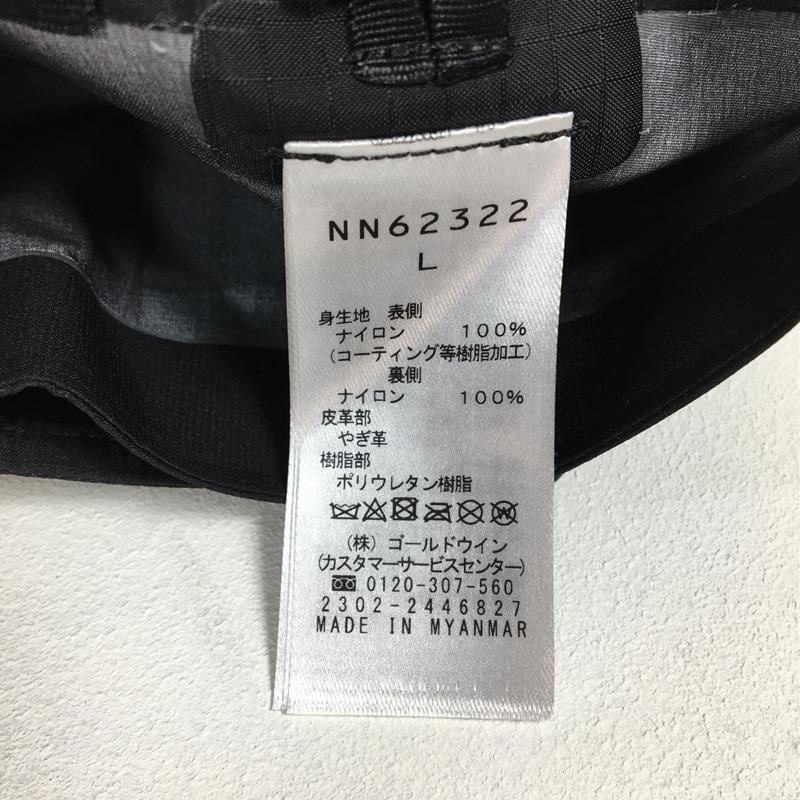 NN62322
L
身生地 表側
ナイロン 100%
(コーティング等樹脂加工)
裏側
ナイロン 100%
皮革部
やぎ革
樹脂部
ポリウレタン樹脂
W
(株) ゴールドウイン
(カスタマーサービスセンター)
0120-307-560
2302-2446827
MADE IN MYANMAR